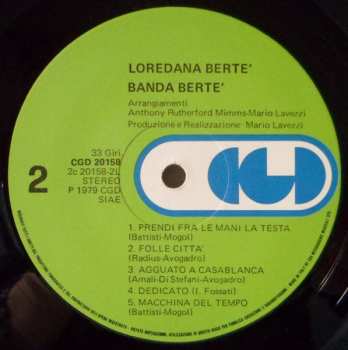 LOREDANA BERTE'
BANDA BERTE'
Arrangiamenti
Anthony Rutherford Mimms-Mario Lavezzi
Produzione e Realizzazione: Mario Lavezzi
33 Giri
CGD 20158
2c 20158-2L
STEREO
P 1979 CGD
SIAE
2
CGD
1. PRENDI FRA LE MANI LA TESTA
(Battisti-Mogol)
2. FOLLE CITTA'
(Radius-Avogadro)
3. AGGUATO A CASABLANCA
(Amali-Di Stefani-Avogadro)
4. DEDICATO (I. Fossati)
5. MACCHINA DEL TEMPO
(Battisti-Mogol)